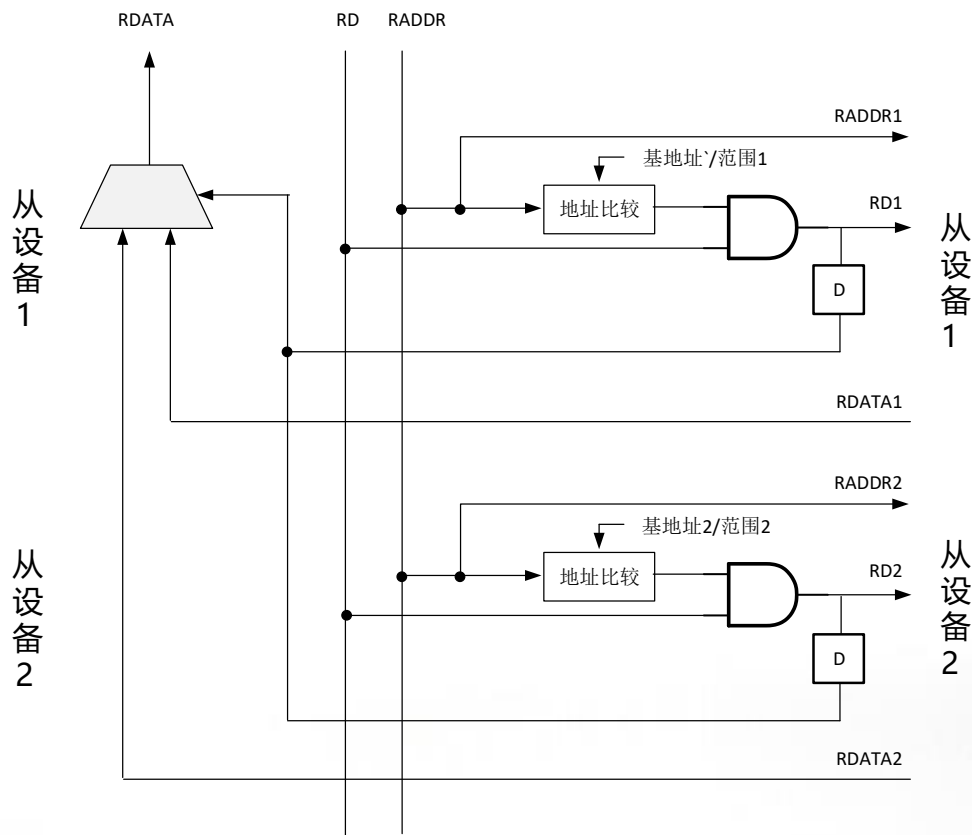 RDATA
RD
RADDR
RADDR1
基地址`/范围1
地址比较
RD1
D
从设备1
从设备1
RDATA1
RADDR2
基地址2/范围2
地址比较
RD2
D
从设备2
从设备2
RDATA2